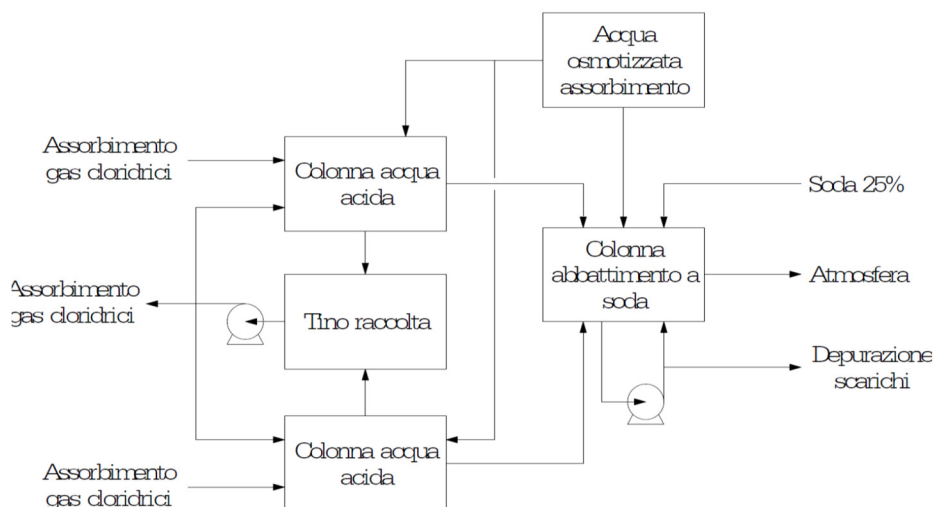 Acqua
osmotizzata
assorbimento
Assorbimento
gas cloridrici
Colonna acqua
acida
Soda 25%
Colonna
abbattimento a
soda
Atmosfera
Assorbimento
gas cloridrici
Tino raccolta
Depurazione
scarichi
Colonna acqua
acida
Assorbimento
gas cloridrici